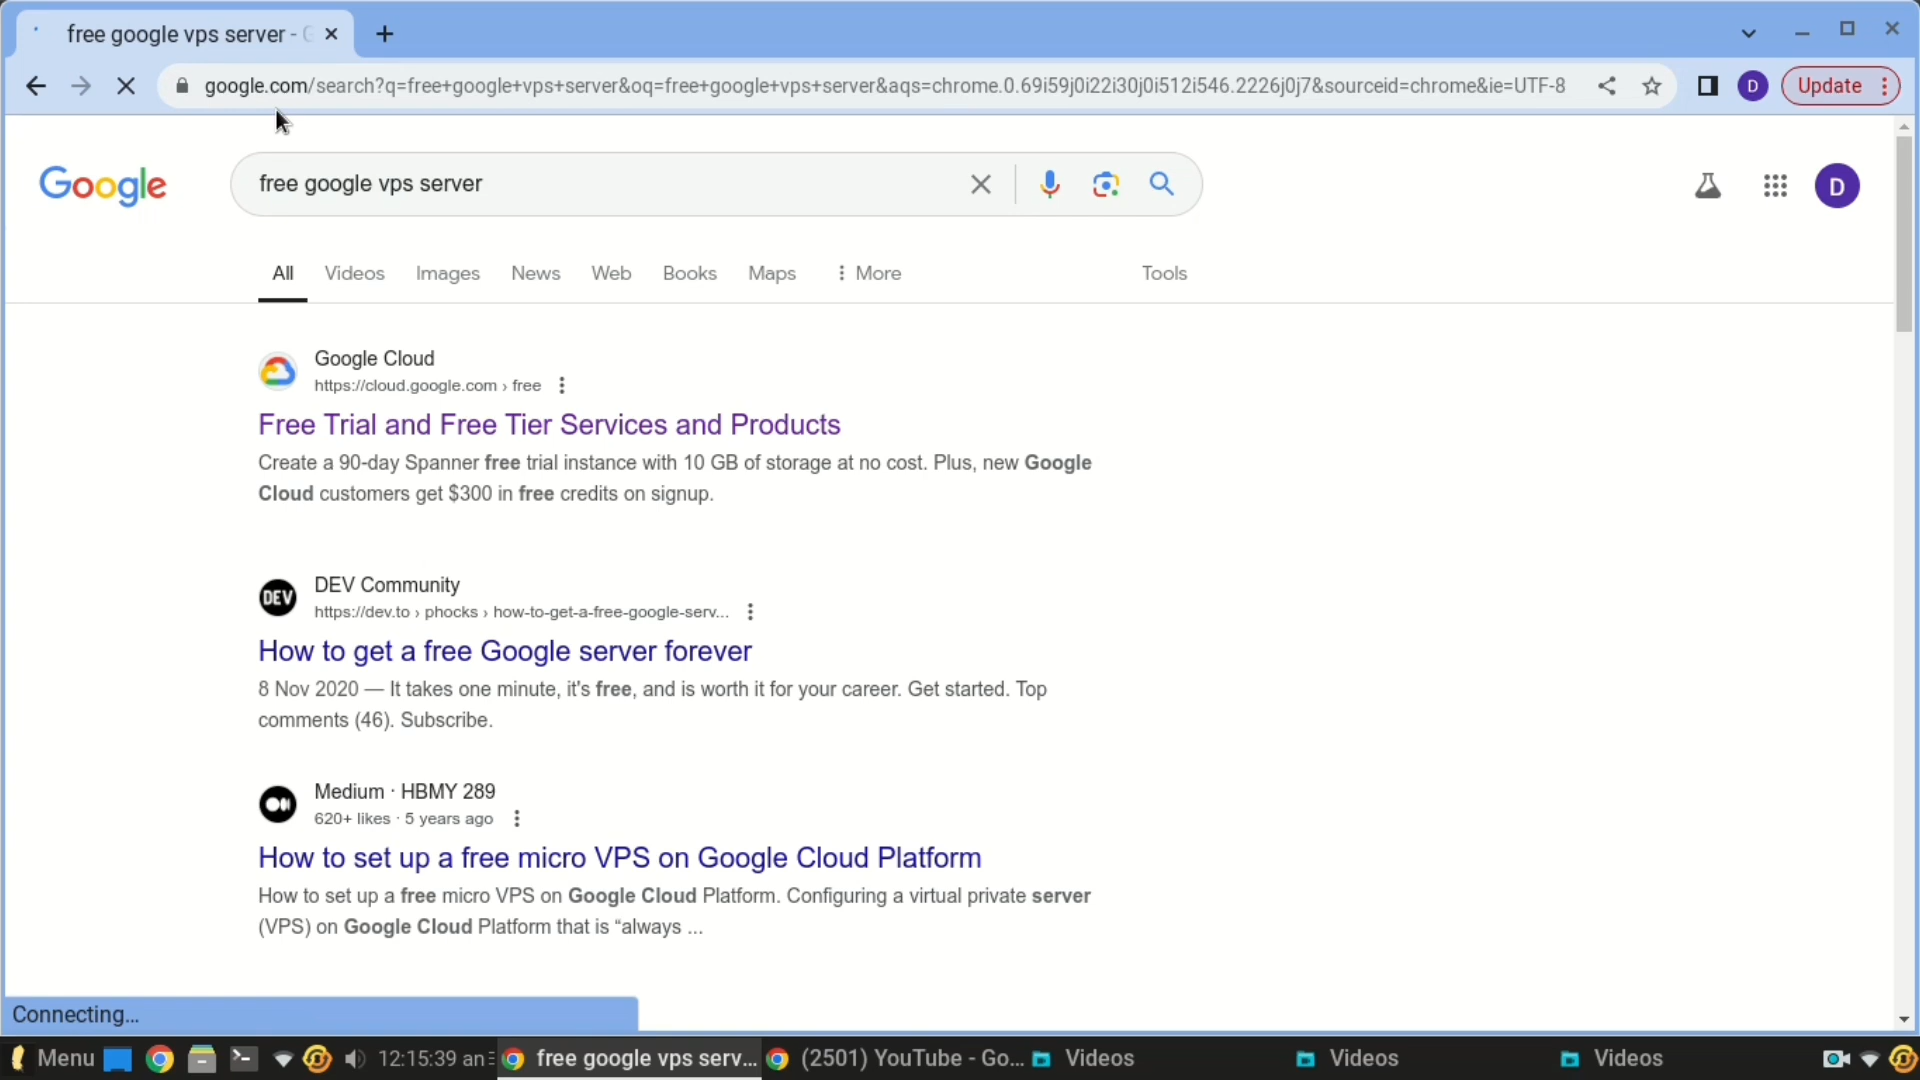 free google vps server - G
google.com/search?q=free+google+vps+server&oq=free+google+vps+server&aqs=chrome.0.69i59j0i22i30j0i512i546.2226j0j7&sourceid=chrome&ie=UTF-8
D
Update
Google
free google vps server
D
All
Videos
Images
News
Web
Books
Maps
More
Tools
Google Cloud
https://cloud.google.com › free
Free Trial and Free Tier Services and Products
Create a 90-day Spanner free trial instance with 10 GB of storage at no cost. Plus, new Google
Cloud customers get $300 in free credits on signup.
DEV Community
DEV
https://dev.to › phocks › how-to-get-a-free-google-serv...
How to get a free Google server forever
8 Nov 2020 — It takes one minute, it's free, and is worth it for your career. Get started. Top
comments (46). Subscribe.
Medium · HBMY 289
620+ likes · 5 years ago
How to set up a free micro VPS on Google Cloud Platform
How to set up a free micro VPS on Google Cloud Platform. Configuring a virtual private server
(VPS) on Google Cloud Platform that is “always ...
Connecting...
Menu
12:15:39 an
free google vps serv...
(2501) YouTube - Go...
Videos
Videos
Videos